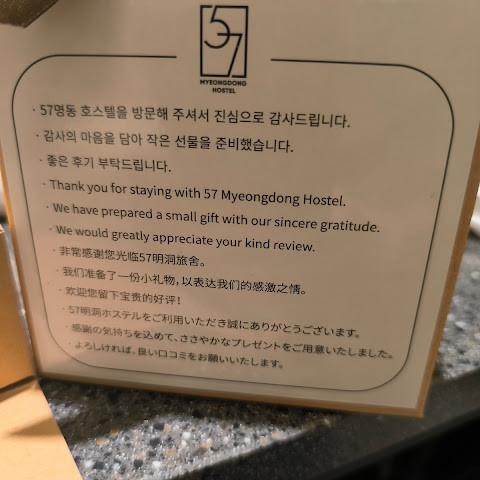 57
MYEONGDONG
HOSTEL
· 57명동 호스텔을 방문해 주셔서 진심으로 감사드립니다.
· 감사의 마음을 담아 작은 선물을 준비했습니다.
· 좋은 후기 부탁드립니다.
· Thank you for staying with 57 Myeongdong Hostel.
· We have prepared a small gift with our sincere gratitude.
· We would greatly appreciate your kind review.
· 非常感谢您光临57明洞旅舍。
· 我们准备了一份小礼物，以表达我们的感激之情。
· 欢迎您留下宝贵的好评！
· 57明洞ホステルをご利用いただき誠にありがとうございます。
· 感謝の気持ちを込めて、ささやかなプレゼントをご用意いたしました。
· よろしければ、良い口コミをお願いいたします。